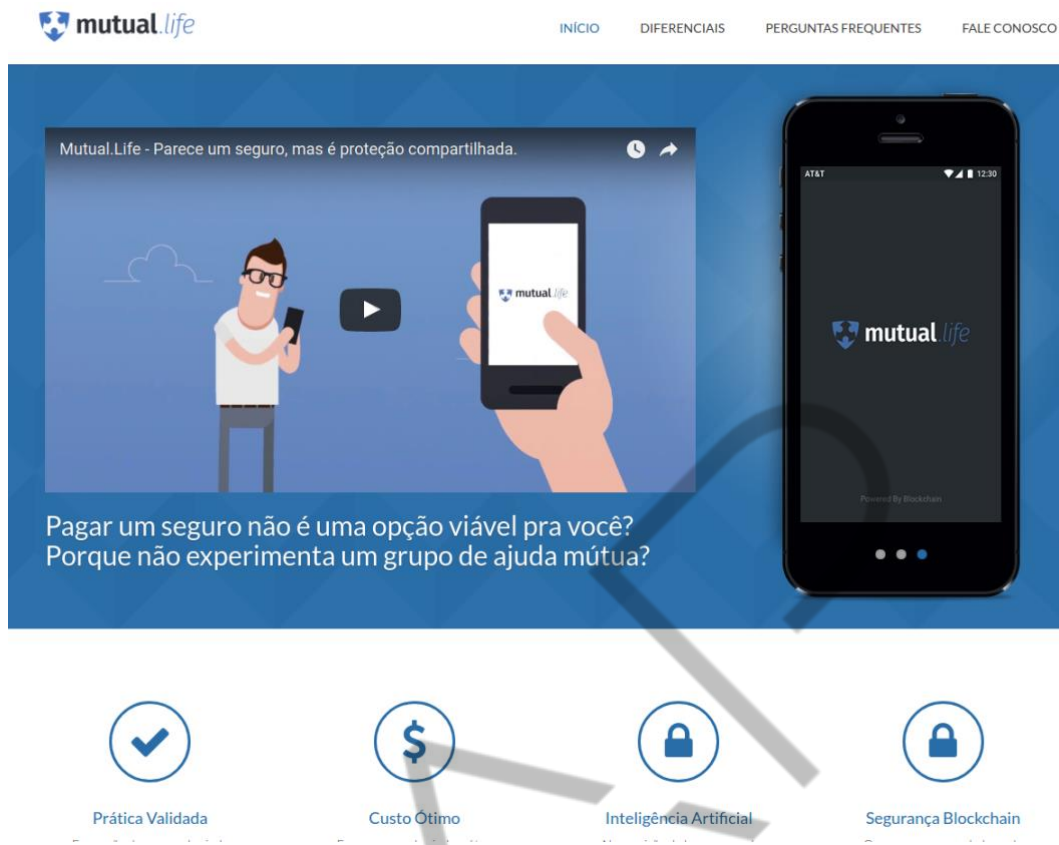 mutual.life
INÍCIO DIFERENCIAIS PERGUNTAS FREQUENTES FALE CONOSCO
Mutual.Life - Parece um seguro, mas é proteção compartilhada.
mutual.life
AT&T 12:30
mutual.life
Powered By Blockchain
Pagar um seguro não é uma opção viável pra você?
Porque não experimenta um grupo de ajuda mútua?
Prática Validada Custo Ótimo Inteligência Artificial Segurança Blockchain